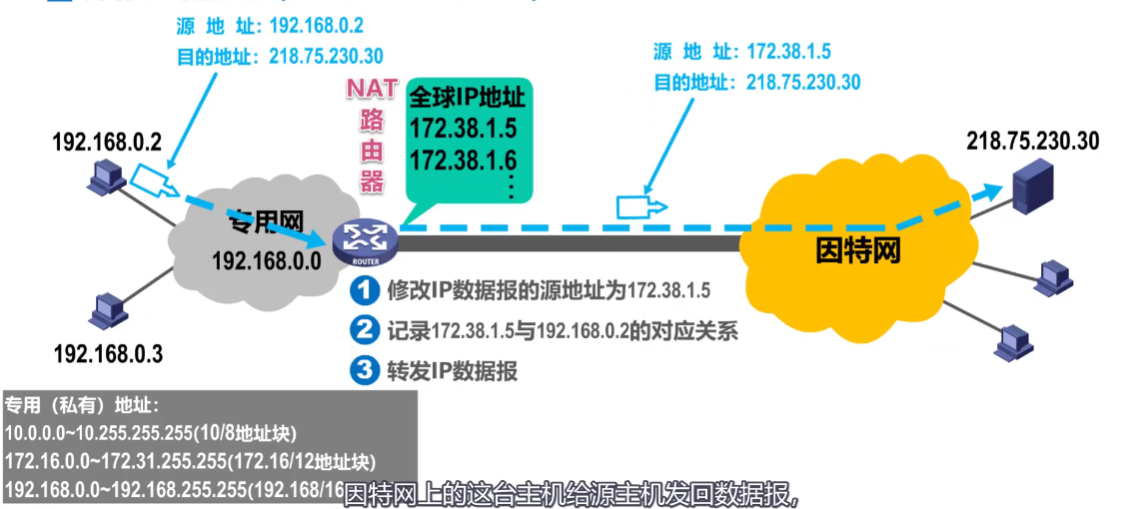 源 地 址: 192.168.0.2
目的地址: 218.75.230.30
源 地 址: 172.38.1.5
目的地址: 218.75.230.30
NAT
路
由
器
全球IP地址
172.38.1.5
172.38.1.6
⋮
192.168.0.2
218.75.230.30
专用网
192.168.0.0
ROUTER
因特网
1 修改IP数据报的源地址为172.38.1.5
2 记录172.38.1.5与192.168.0.2的对应关系
3 转发IP数据报
192.168.0.3
专用（私有）地址:
10.0.0.0~10.255.255.255(10/8地址块)
172.16.0.0~172.31.255.255(172.16/12地址块)
192.168.0.0~192.168.255.255(192.168/16
因特网上的这台主机给源主机发回数据报,